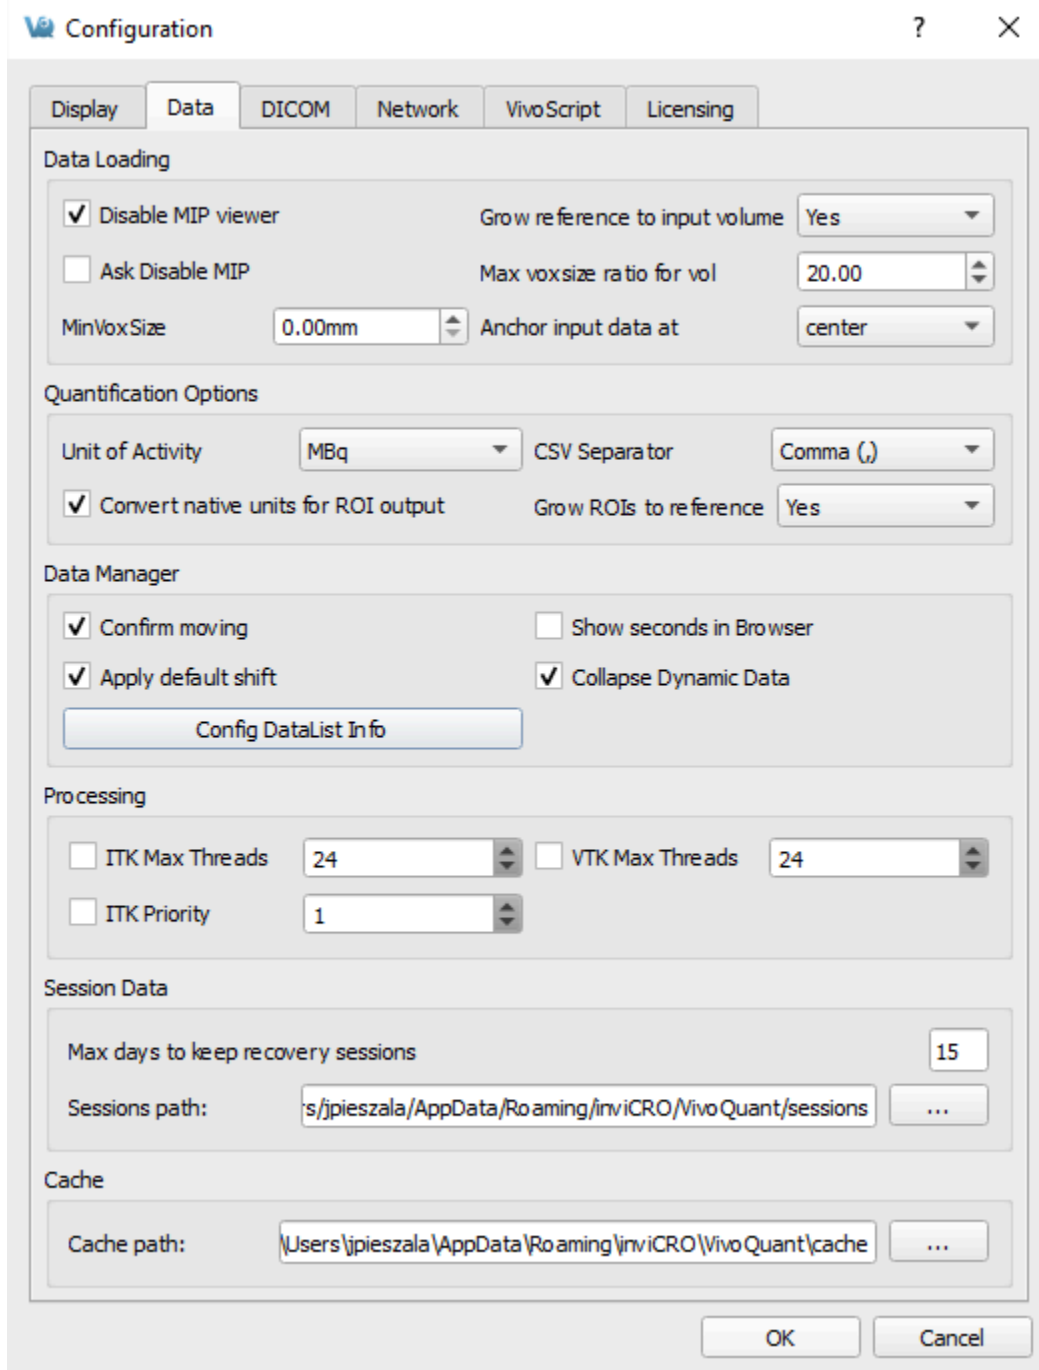 Configuration ?
Display Data DICOM Network VivoScript Licensing
Data Loading
Disable MIP viewer Grow reference to input volume Yes
Ask Disable MIP Max voxsize ratio for vol 20.00
MinVoxSize 0.00mm Anchor input data at center
Quantification Options
Unit of Activity MBq CSV Separator Comma (,)
Convert native units for ROI output Grow ROIs to reference Yes
Data Manager
Confirm moving Show seconds in Browser
Apply default shift Collapse Dynamic Data
Config DataList Info
Processing
ITK Max Threads 24 VTK Max Threads 24
ITK Priority 1
Session Data
Max days to keep recovery sessions 15
Sessions path: s/jpieszala/AppData/Roaming/inviCRO/VivoQuant/sessions ...
Cache
Cache path: \Users\jpieszala\AppData\Roaming\inviCRO\VivoQuant\cache ...
OK Cancel